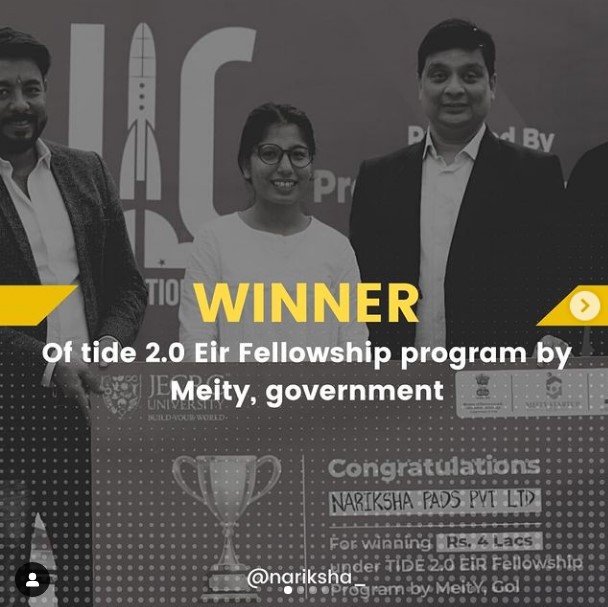 Pr
WINNER
Of tide 2.0 Eir Fellowship program by
Meity, government
JECRC
UNIVERSITY
BUILD YOUR WORLD
Congratulations
NARIKSHA PADS PVT LTD
For winning Rs. 4 Lacs
under TIDE 2.0 EiR Fellowship
Program by MeitY, GoI
@nariksha_